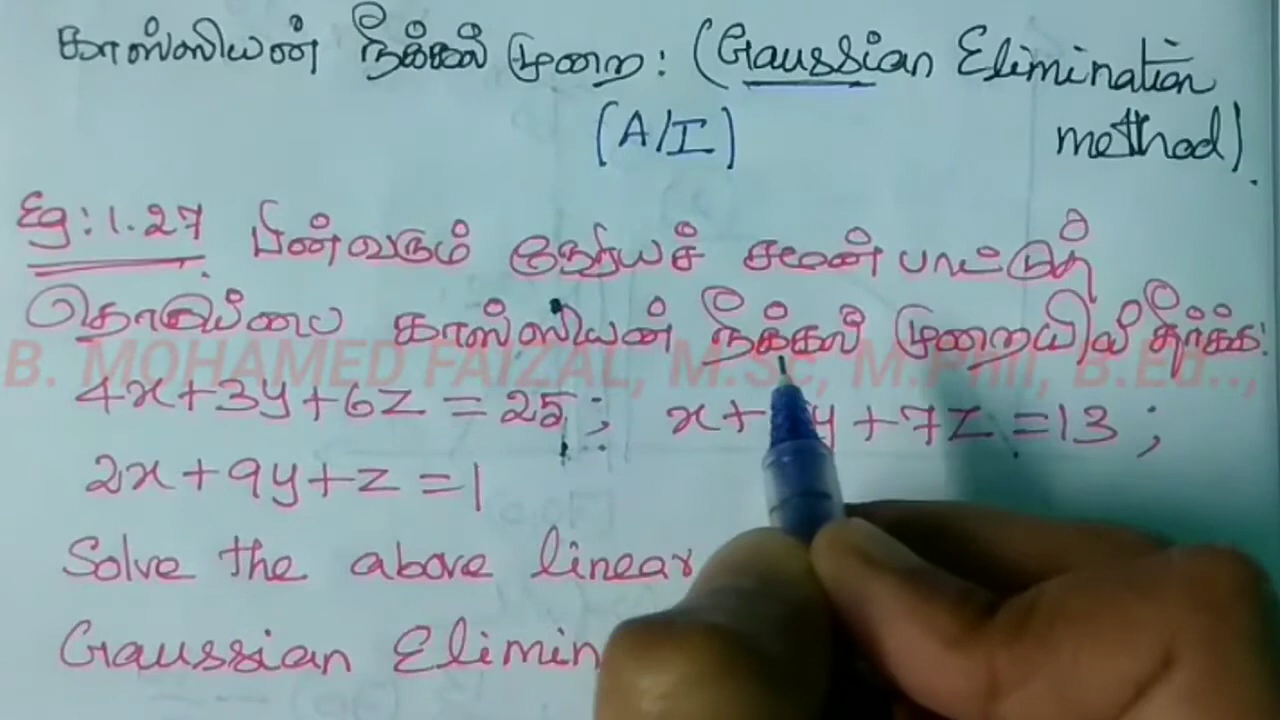 காஸ்ஸியன் நீக்கல் முறை: (Gaussian Elimination
(A/I) method).
Eg: 1.27 பின்வரும் நேரியச் சமன் பாட்டுத்
தொகுப்பை காஸ்ஸியன் நீக்கல் முறையில் தீர்க்க:
B. MOHAMED FAIZAL, M.Sc, M.Phil, B.Ed..,
4x+3y+6z = 25; x+ y +7z =13 ;
2x+9y+z =1
Solve the above linear
Gaussian Elimin